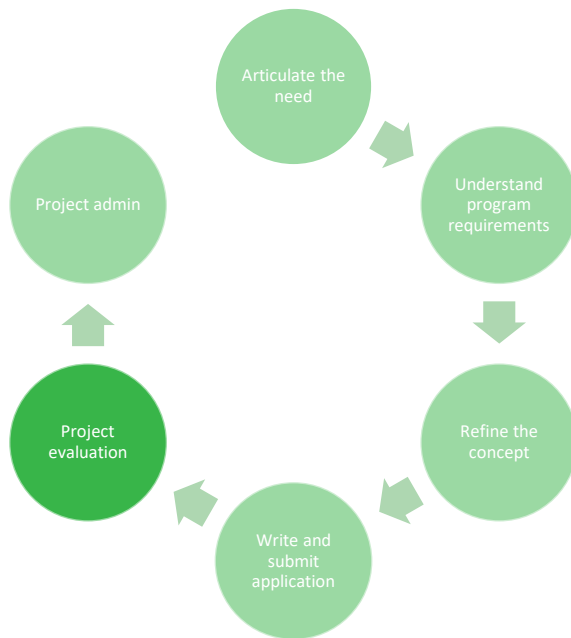 Articulate the
need
Understand
program
requirements
Refine the
concept
Write and
submit
application
Project
evaluation
Project admin